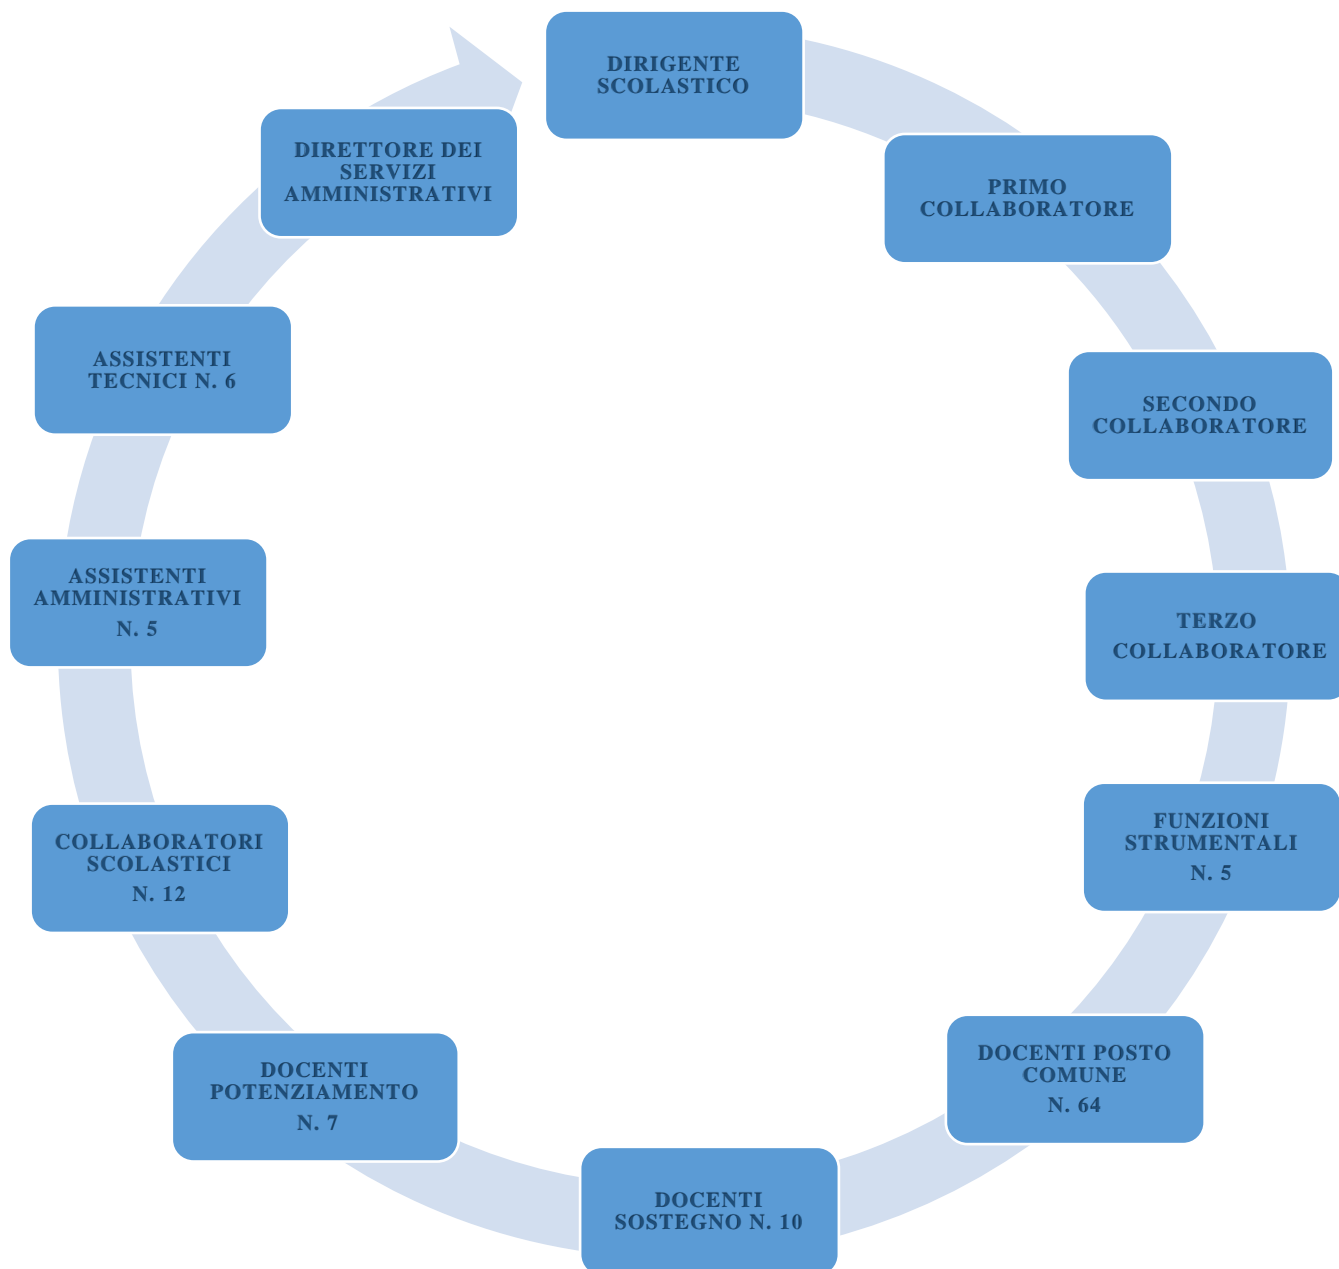 DIRIGENTE
SCOLASTICO
PRIMO
COLLABORATORE
SECONDO
COLLABORATORE
TERZO
COLLABORATORE
FUNZIONI
STRUMENTALI
N. 5
DOCENTI POSTO
COMUNE
N. 64
DOCENTI
SOSTEGNO N. 10
DOCENTI
POTENZIAMENTO
N. 7
COLLABORATORI
SCOLASTICI
N. 12
ASSISTENTI
AMMINISTRATIVI
N. 5
ASSISTENTI
TECNICI N. 6
DIRETTORE DEI
SERVIZI
AMMINISTRATIVI